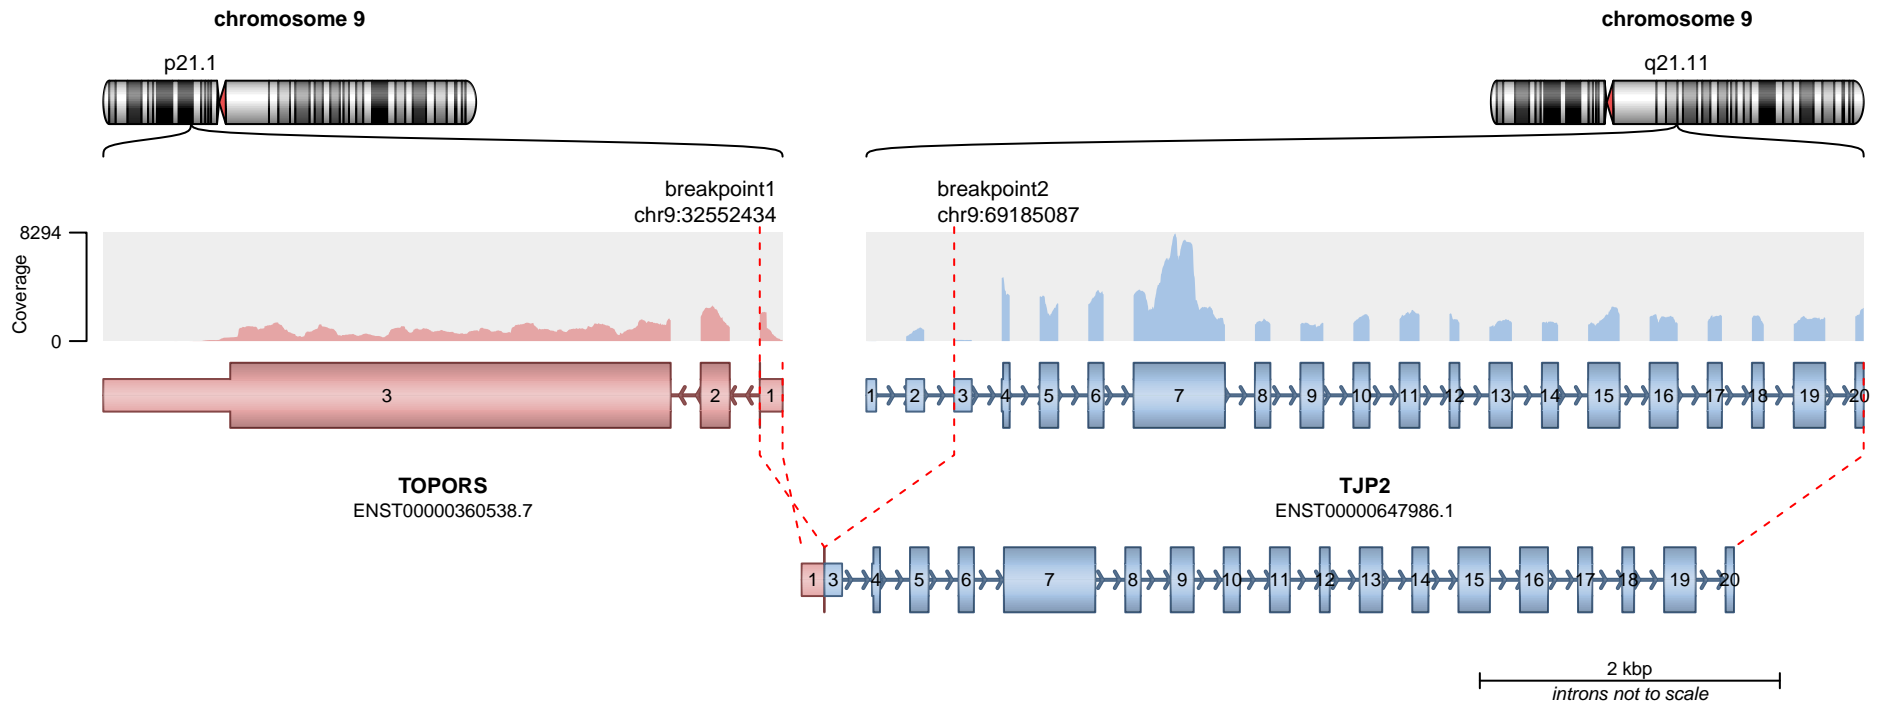 chromosome 9
chromosome 9
p21.1
q21.11
breakpoint1
chr9:32552434
breakpoint2
chr9:69185087
8294
Coverage
0
3 2 1
1 2 3 4 5 6 7 8 9 10 11 12 13 14 15 16 17 18 19 20
TOPORS
ENST00000360538.7
TJP2
ENST00000647986.1
1 3 4 5 6 7 8 9 10 11 12 13 14 15 16 17 18 19 20
2 kbp
introns not to scale